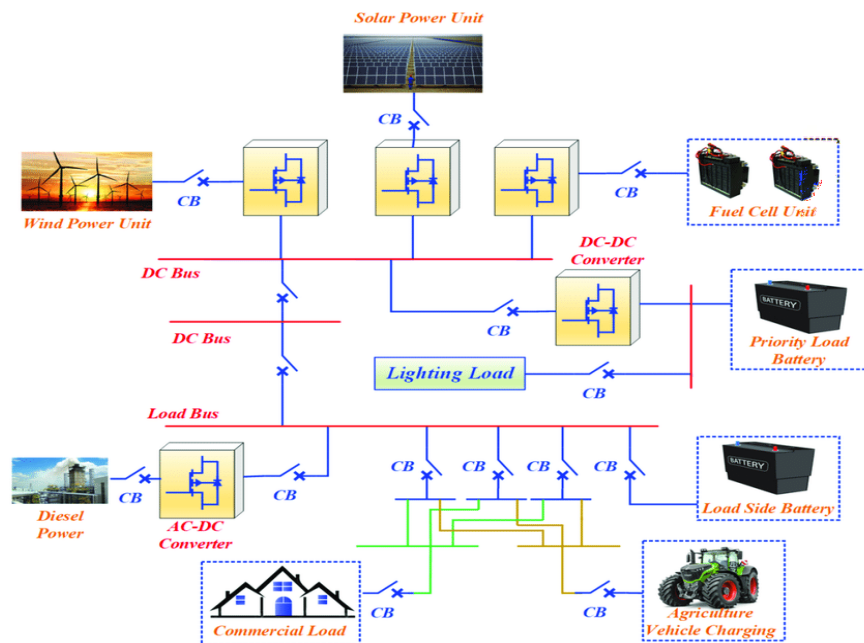 Solar Power Unit
CB
CB
Wind Power Unit
CB
Fuel Cell Unit
DC-DC
Converter
DC Bus
CB
BATTERY
Priority Load
Battery
DC Bus
Lighting Load
CB
Load Bus
CB
CB
CB
CB
BATTERY
Load Side Battery
CB
CB
Diesel
Power
AC-DC
Converter
CB
CB
Commercial Load
Agriculture
Vehicle Charging